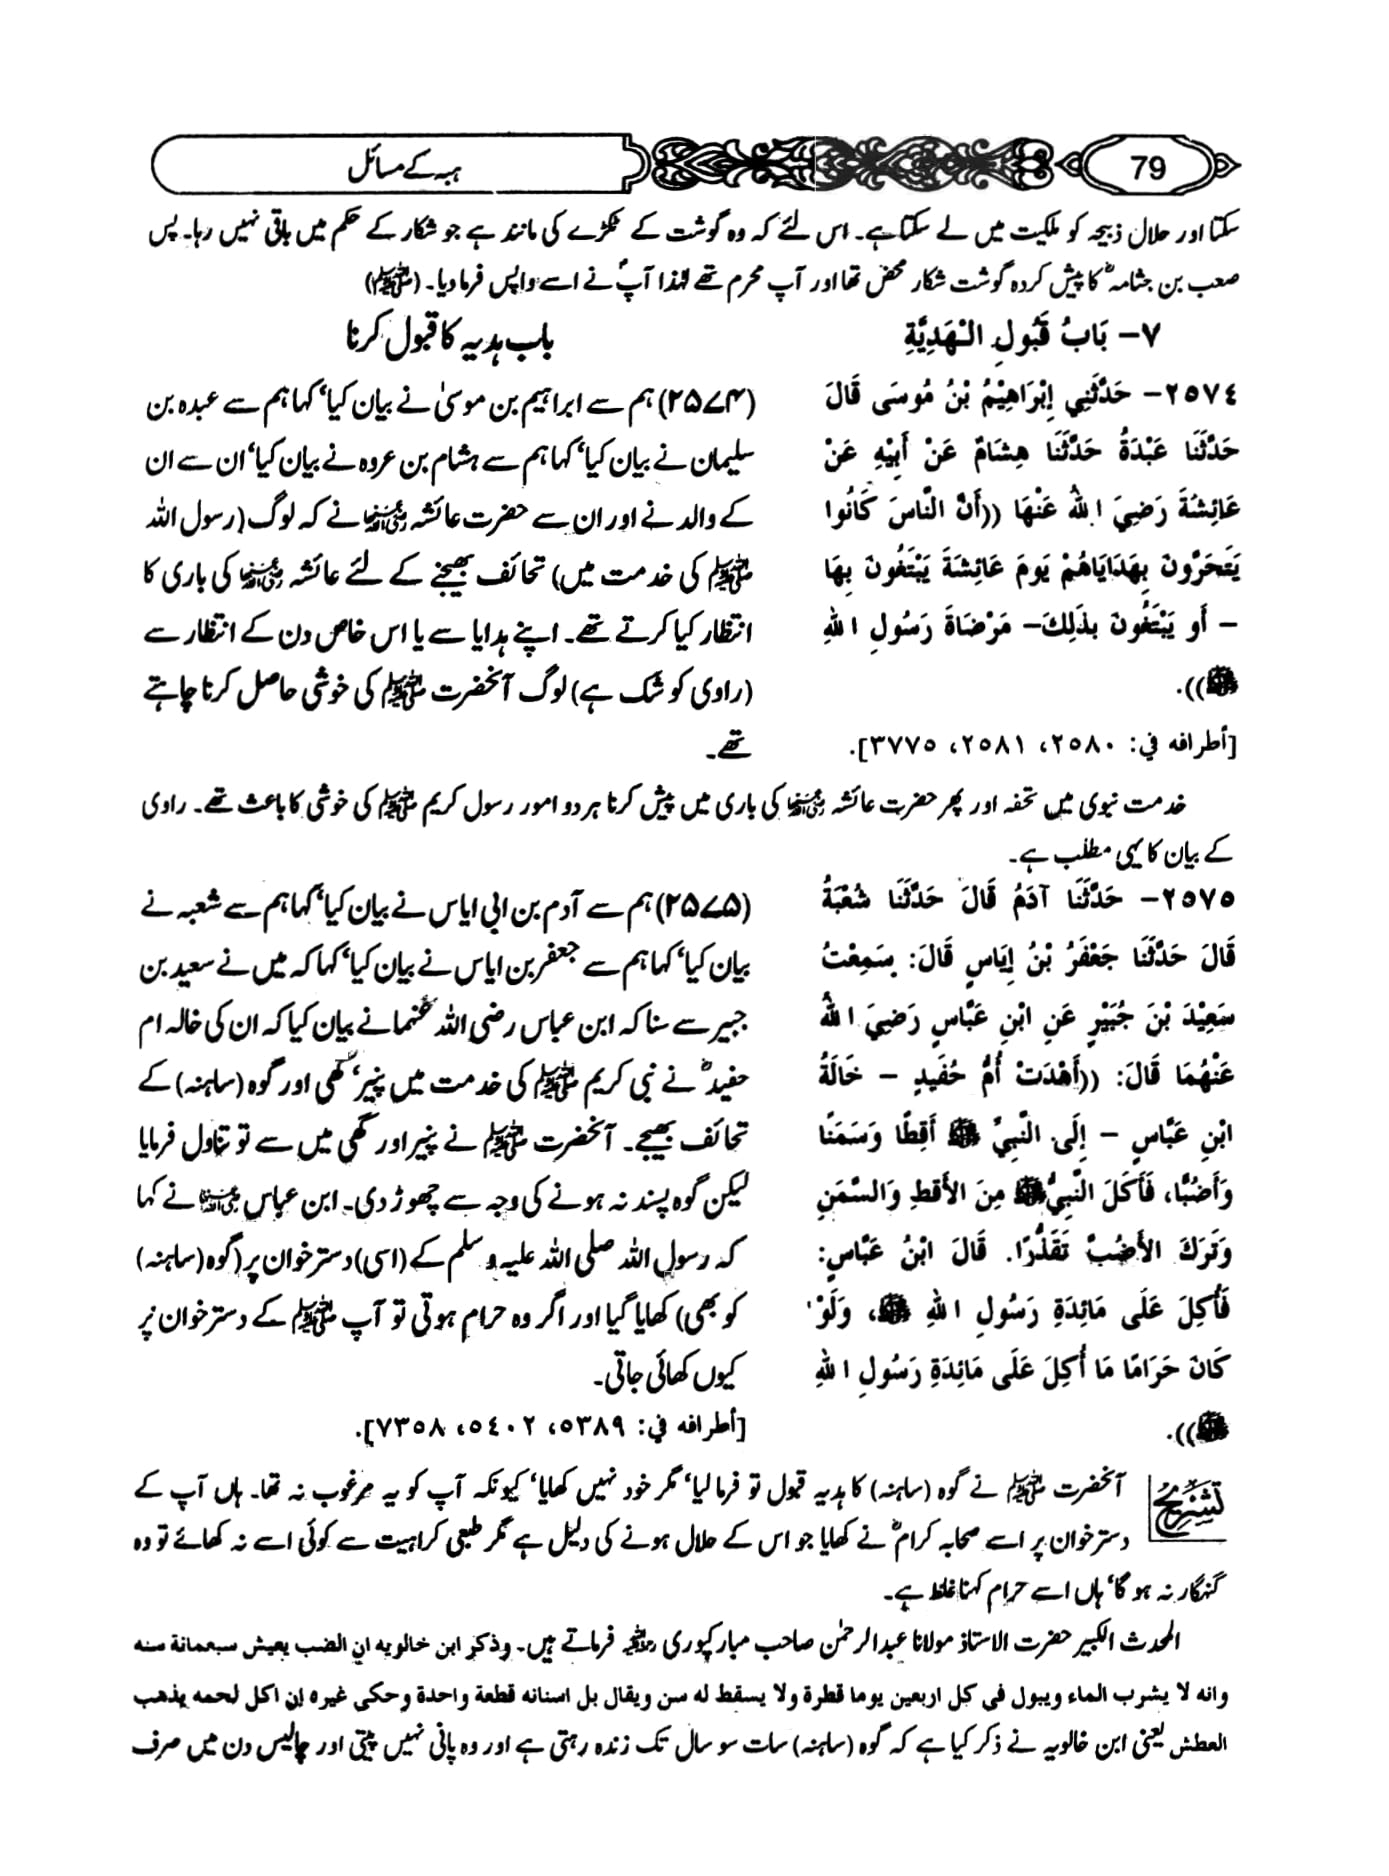 79
ہبہ کے مسائل
سکتا اور حلال ذبیحہ کو ملکیت میں لے سکتا ہے۔ اس لئے کہ وہ گوشت کے ٹکڑے کی مانند ہے جو شکار کے حکم میں باقی نہیں رہا۔ پس
صعب بن جثامہؓ کا پیش کردہ گوشت شکار محض تھا اور آپ محرم تھے لہٰذا آپؐ نے اسے واپس فرما دیا۔ (ﷺ)
٧- بَابُ قَبُولِ الْهَدِيَّةِ
٢٥٧٤- حَدَّثَنِي إِبْرَاهِيْمُ بْنُ مُوسَى قَالَ
حَدَّثَنَا عَبْدَةُ حَدَّثَنَا هِشَامٌ عَنْ أَبِيْهِ عَنْ
عَائِشَةَ رَضِيَ اللهُ عَنْهَا ((أَنَّ النَّاسَ كَانُوا
يَتَحَرَّونَ بِهَدَايَاهُمْ يَومَ عَائِشَةَ يَبْتَغُونَ بِهَا
- أَو يَبْتَغُونَ بِذَلِكَ- مَرْضَاةَ رَسُولِ اللهِ
ﷺ)).
[أطرافه في: ٢٥٨٠، ٢٥٨١، ٣٧٧٥].
باب ہدیہ کا قبول کرنا
(۲۵۷۴) ہم سے ابراہیم بن موسیٰ نے بیان کیا‘ کہا ہم سے عبدہ بن
سلیمان نے بیان کیا‘ کہا ہم سے ہشام بن عروہ نے بیان کیا‘ ان سے ان
کے والد نے اور ان سے حضرت عائشہ رضی اللہ عنہا نے کہ لوگ (رسول اللہ
ﷺ کی خدمت میں) تحائف بھیجنے کے لئے عائشہ رضی اللہ عنہا کی باری کا
انتظار کیا کرتے تھے۔ اپنے ہدایا سے یا اس خاص دن کے انتظار سے
(راوی کو شک ہے) لوگ آنحضرت ﷺ کی خوشی حاصل کرنا چاہتے
تھے۔
خدمت نبوی میں تحفہ اور پھر حضرت عائشہ رضی اللہ عنہا کی باری میں پیش کرنا ہر دو امور رسول کریم ﷺ کی خوشی کا باعث تھے۔ راوی
کے بیان کا یہی مطلب ہے۔
٢٥٧٥- حَدَّثَنَا آدَمُ قَالَ حَدَّثَنَا شُعْبَةُ
قَالَ حَدَّثَنَا جَعْفَرُ بْنُ إِيَاسٍ قَالَ: سَمِعْتُ
سَعِيْدَ بْنَ جُبَيْرٍ عَنِ ابْنِ عَبَّاسٍ رَضِيَ اللهُ
عَنْهُمَا قَالَ: ((أَهْدَتْ أُمُّ حُفَيدٍ - خَالَةُ
ابْنِ عَبَّاسٍ - إِلَى النَّبِيِّ ﷺ أَقِطًا وَسَمَنًا
وَأَضُبًّا، فَأَكَلَ النَّبِيُّ ﷺ مِنَ الأَقِطِ وَالسَّمَنِ
وَتَرَكَ الأَضُبَّ تَقَذُّرًا. قَالَ ابْنُ عَبَّاسٍ:
فَأُكِلَ عَلَى مَائِدَةِ رَسُولِ اللهِ ﷺ، وَلَوْ
كَانَ حَرَامًا مَا أُكِلَ عَلَى مَائِدَةِ رَسُولِ اللهِ
ﷺ)).
(۲۵۷۵) ہم سے آدم بن ابی ایاس نے بیان کیا‘ کہا ہم سے شعبہ نے
بیان کیا‘ کہا ہم سے جعفر بن ایاس نے بیان کیا‘ کہا کہ میں نے سعید بن
جبیر سے سنا کہ ابن عباس رضی اللہ عنہما نے بیان کیا کہ ان کی خالہ ام
حفیدؓ نے نبی کریم ﷺ کی خدمت میں پنیر‘ گھی اور گوہ (ساہنہ) کے
تحائف بھیجے۔ آنحضرت ﷺ نے پنیر اور گھی میں سے تو تناول فرمایا
لیکن گوہ پسند نہ ہونے کی وجہ سے چھوڑ دی۔ ابن عباس رضی اللہ عنہما نے کہا
کہ رسول اللہ صلی اللہ علیہ و سلم کے (اسی) دسترخوان پر (گوہ (ساہنہ)
کو بھی) کھایا گیا اور اگر وہ حرام ہوتی تو آپ ﷺ کے دسترخوان پر
کیوں کھائی جاتی۔
[أطرافه في: ٥٣٨٩، ٥٤٠٢، ٧٣٥٨].
تشریح آنحضرت ﷺ نے گوہ (ساہنہ) کا ہدیہ قبول تو فرما لیا‘ مگر خود نہیں کھایا‘ کیونکہ آپ کو یہ مرغوب نہ تھا۔ ہاں آپ کے
دسترخوان پر اسے صحابہ کرامؓ نے کھایا جو اس کے حلال ہونے کی دلیل ہے مگر طبعی کراہیت سے کوئی اسے نہ کھائے تو وہ
گنہگار نہ ہو گا‘ ہاں اسے حرام کہنا غلط ہے۔
المحدث الکبیر حضرت الاستاذ مولانا عبدالرحمٰن صاحب مبارکپوری رحمہ اللہ فرماتے ہیں۔ وذکر ابن خالویہ ان الضب یعیش سبعمائة سنه
وانه لا یشرب الماء ویبول فی کل اربعین یوما قطرة ولا یسقط له سن ویقال بل اسنانه قطعة واحدة وحکی غیره ان اکل لحمه یذهب
العطش یعنی ابن خالویہ نے ذکر کیا ہے کہ گوہ (ساہنہ) سات سو سال تک زندہ رہتی ہے اور وہ پانی نہیں پیتی اور چالیس دن میں صرف